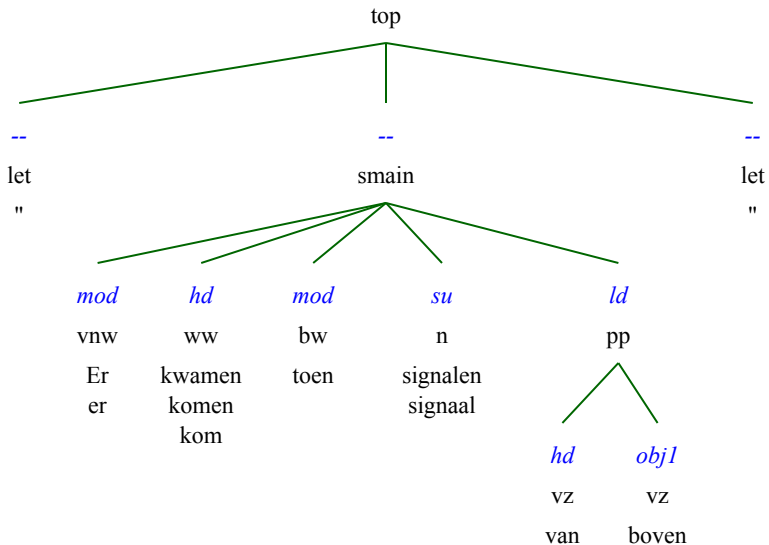 top
-- -- --
let smain let
" "
mod hd mod su ld
vnw ww bw n pp
Er kwamen toen signalen
er komen signaal
kom
hd obj1
vz vz
van boven